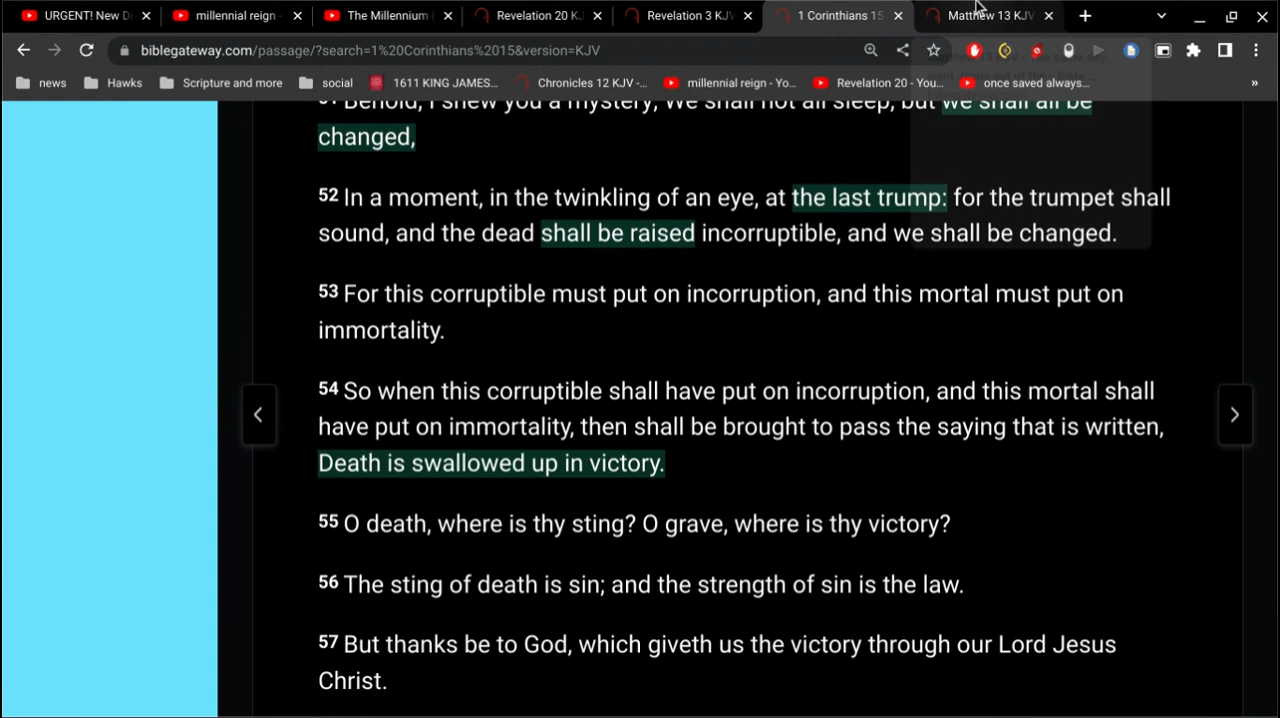 URGENT! New D
millennial reign -
The Millennium (
Revelation 20 KJ
Revelation 3 KJV
1 Corinthians 15
Matthew 13 KJV
biblegateway.com/passage/?search=1%20Corinthians%2015&version=KJV
news
Hawks
Scripture and more
social
1611 KING JAMES...
Chronicles 12 KJV -...
millennial reign - Yo...
Revelation 20 - You...
once saved always...
»
Behold, I shew you a mystery; We shall not all sleep, but we shall all be
changed,
52 In a moment, in the twinkling of an eye, at the last trump: for the trumpet shall
sound, and the dead shall be raised incorruptible, and we shall be changed.
53 For this corruptible must put on incorruption, and this mortal must put on
immortality.
54 So when this corruptible shall have put on incorruption, and this mortal shall
have put on immortality, then shall be brought to pass the saying that is written,
Death is swallowed up in victory.
55 O death, where is thy sting? O grave, where is thy victory?
56 The sting of death is sin; and the strength of sin is the law.
57 But thanks be to God, which giveth us the victory through our Lord Jesus
Christ.